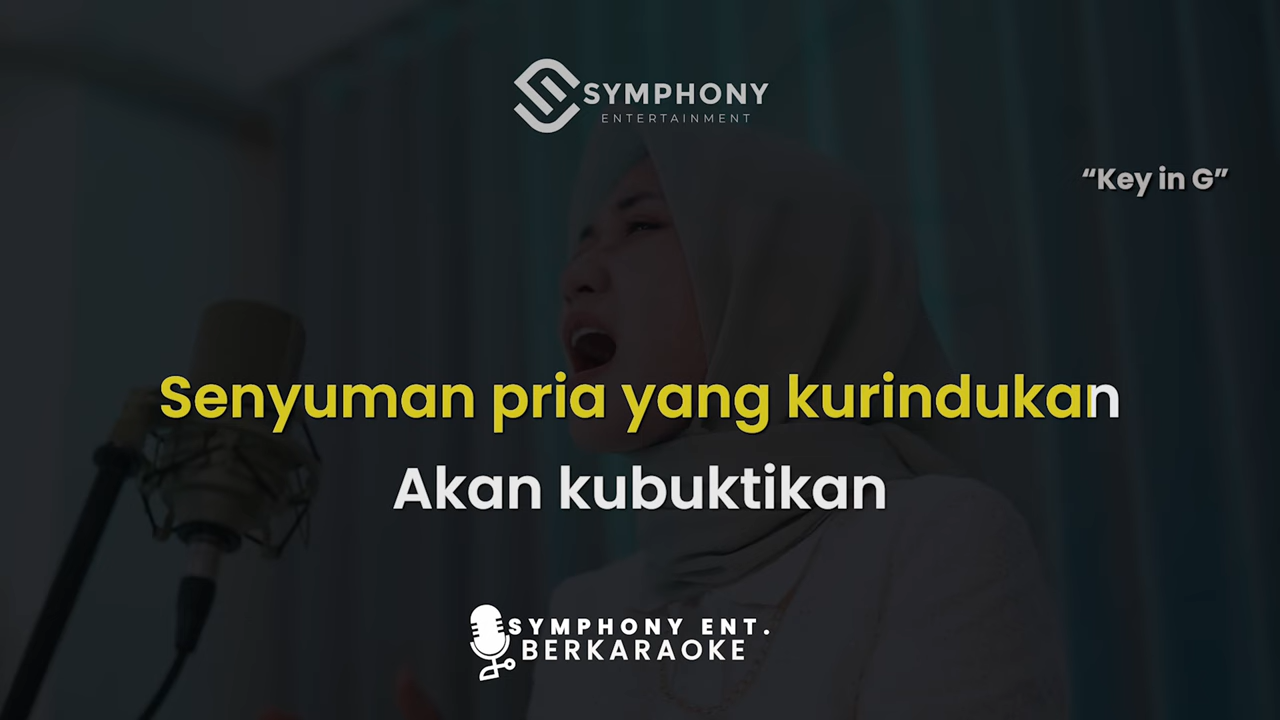 SYMPHONY
ENTERTAINMENT
“Key in G”
Senyuman pria yang kurindukan
Akan kubuktikan
SYMPHONY ENT.
BERKARAOKE